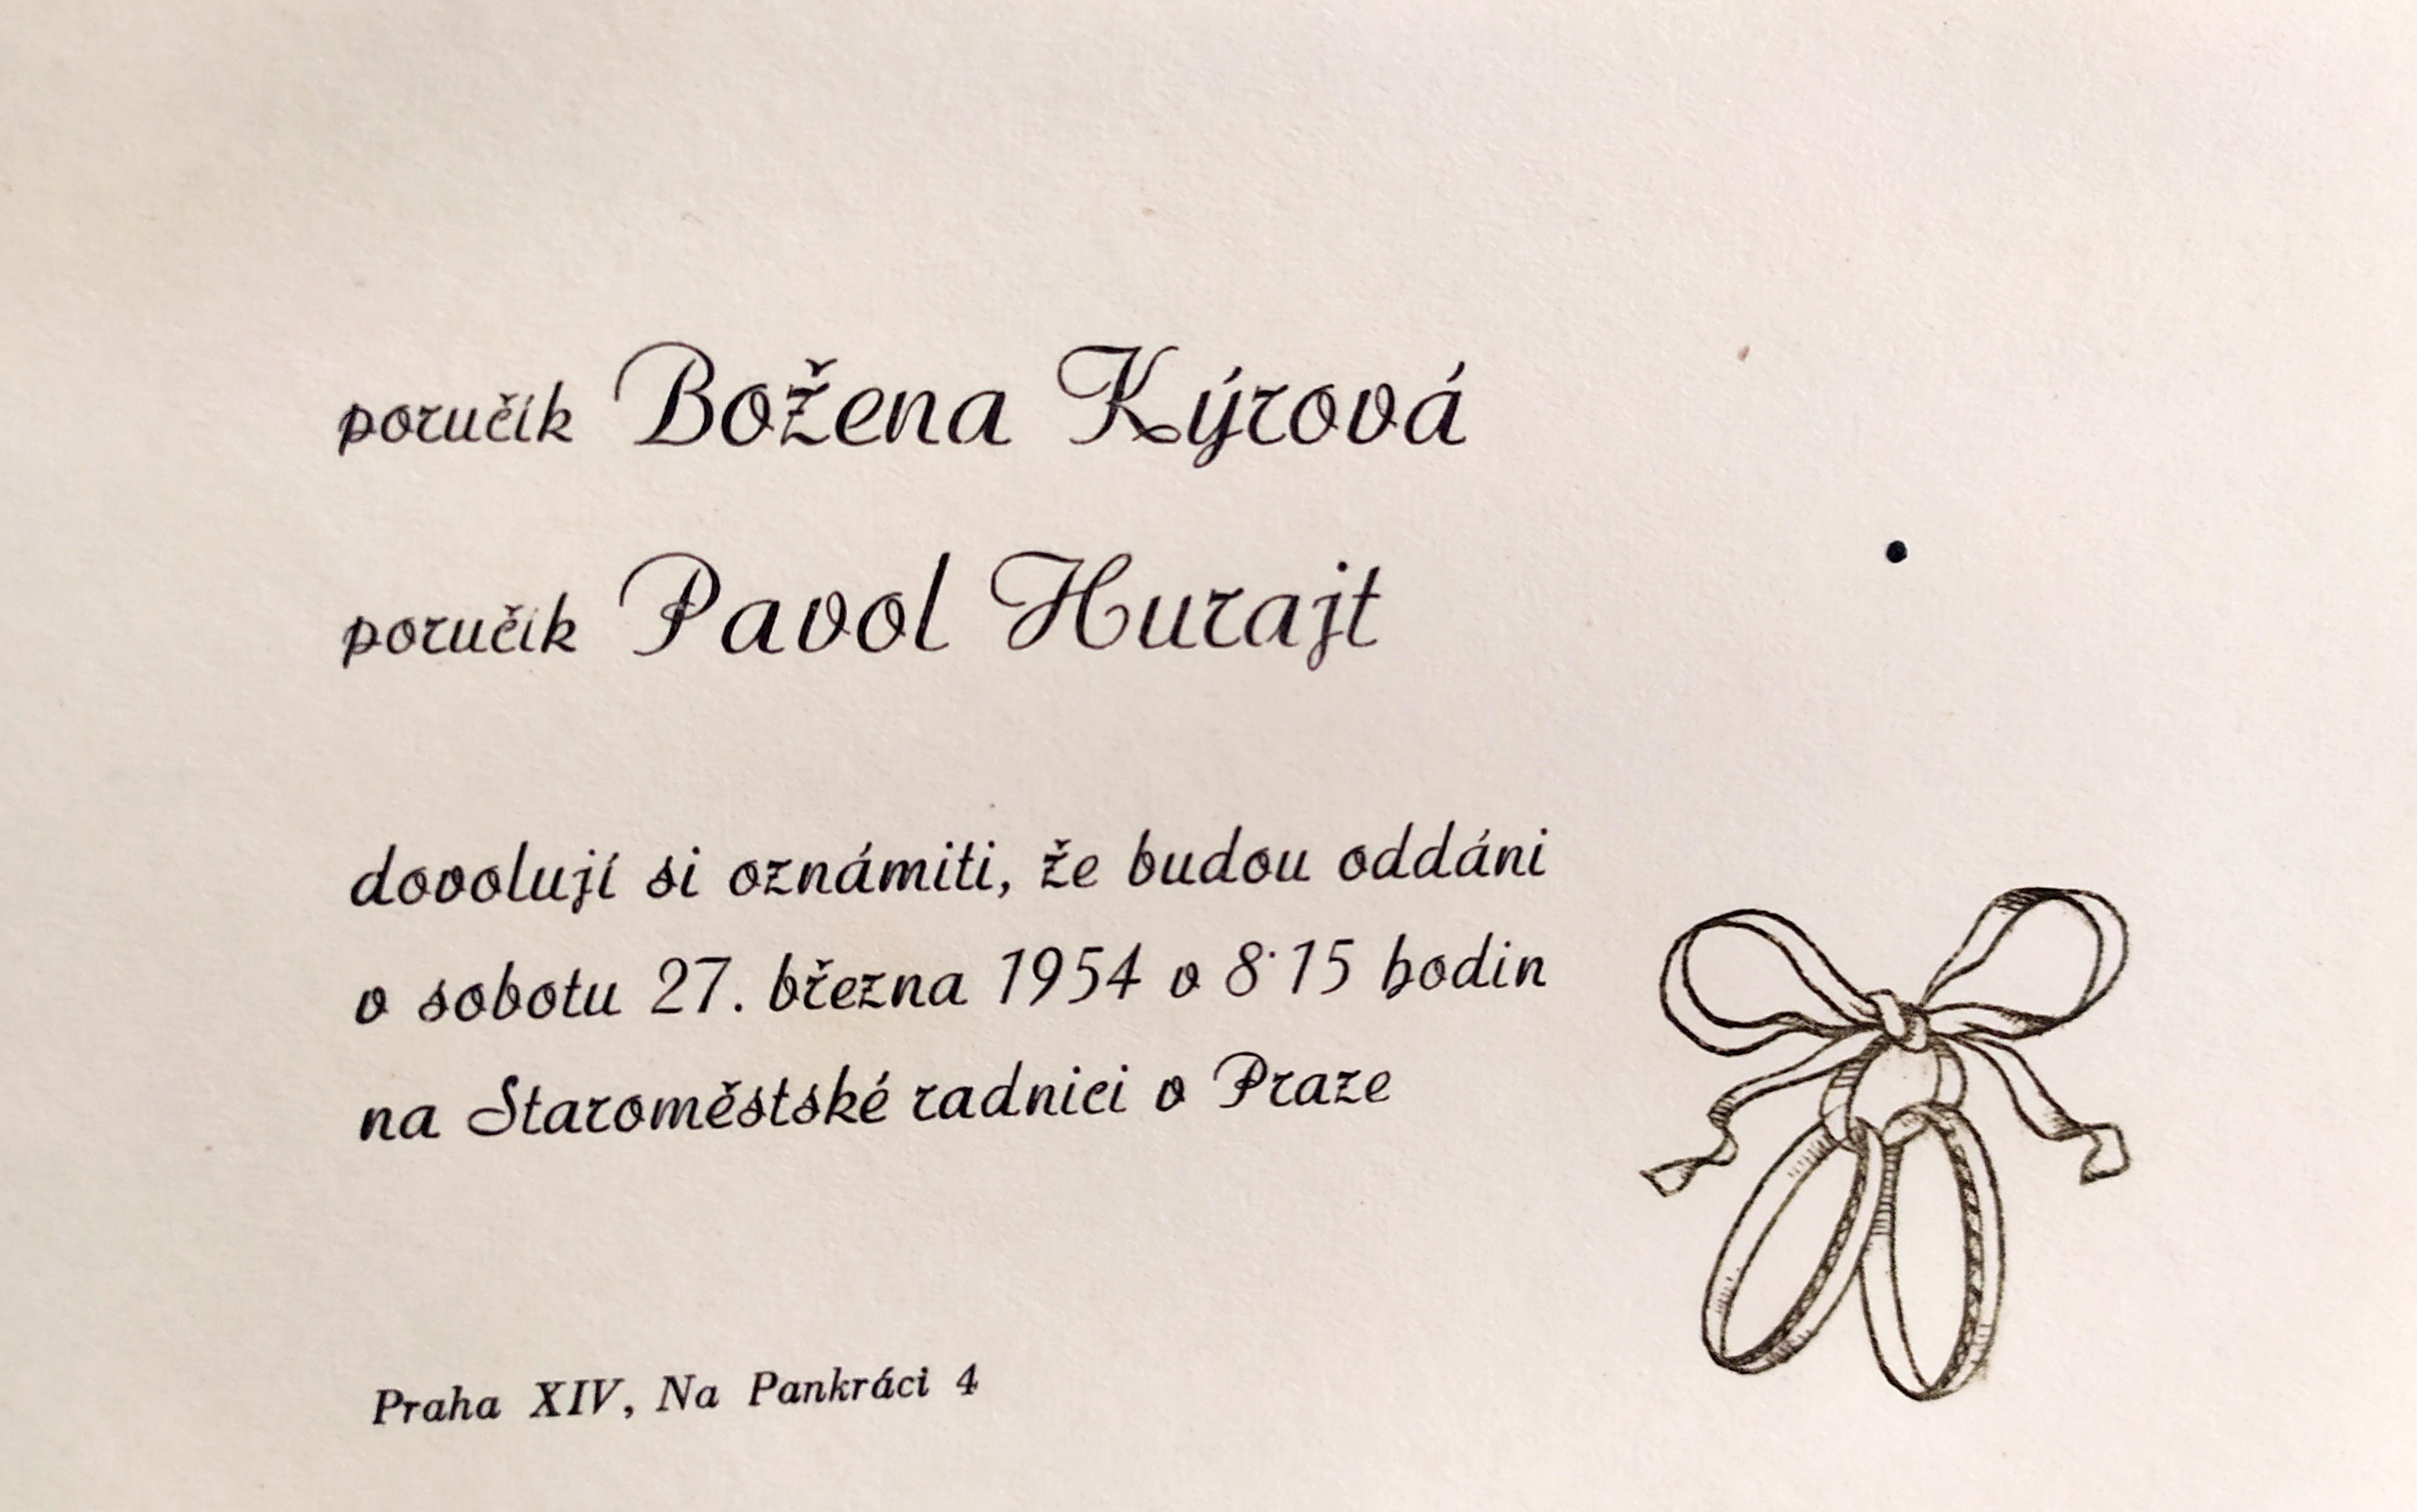 poručík Božena Kýrová
poručík Pavol Hurajt
dovolují si oznámiti, že budou oddáni
v sobotu 27. března 1954 v 8·15 hodin
na Staroměstské radnici v Praze
Praha XIV, Na Pankráci 4